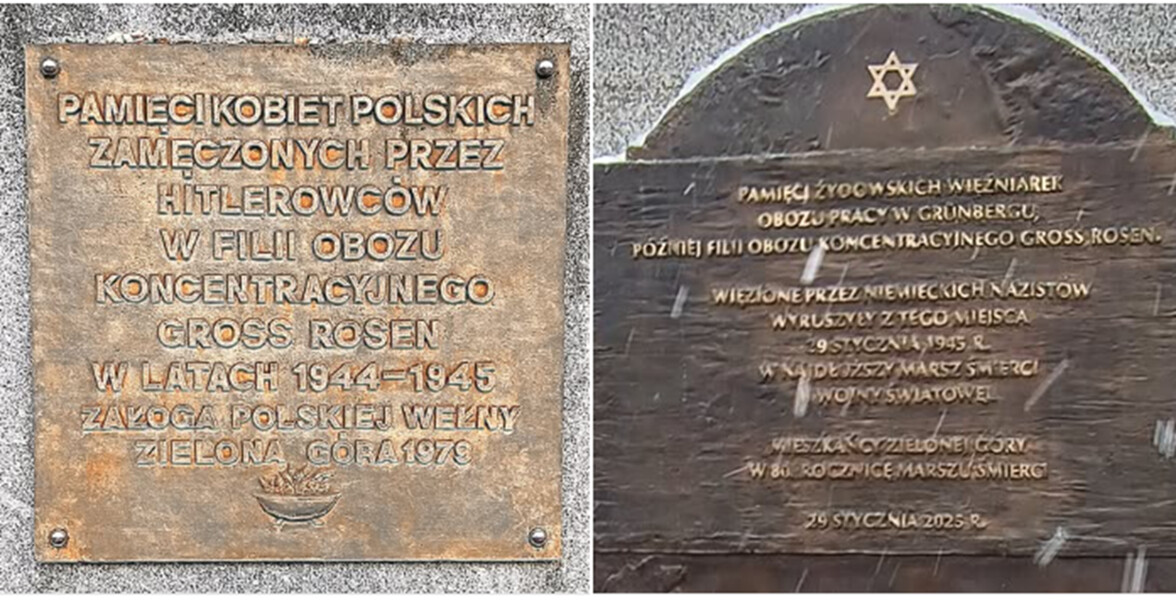 PAMIĘCI KOBIET POLSKICH
ZAMĘCZONYCH PRZEZ
HITLEROWCÓW
W FILII OBOZU
KONCENTRACYJNEGO
GROSS ROSEN
W LATACH 1944-1945
ZAŁOGA POLSKIEJ WEŁNY
ZIELONA GÓRA 1979
PAMIĘCI ŻYDOWSKICH WIĘŹNIAREK
OBOZU PRACY W GRÜNBERGU,
PÓŹNIEJ FILII OBOZU KONCENTRACYJNEGO GROSS ROSEN.
WIĘZIONE PRZEZ NIEMIECKICH NAZISTÓW
WYRUSZYŁY Z TEGO MIEJSCA
29 STYCZNIA 1945 R.
W NAJDŁUŻSZY MARSZ ŚMIERCI
WOJNY ŚWIATOWEJ.
MIESZKAŃCY ZIELONEJ GÓRY
W 80. ROCZNICĘ MARSZU ŚMIERCI
29 STYCZNIA 2025 R.